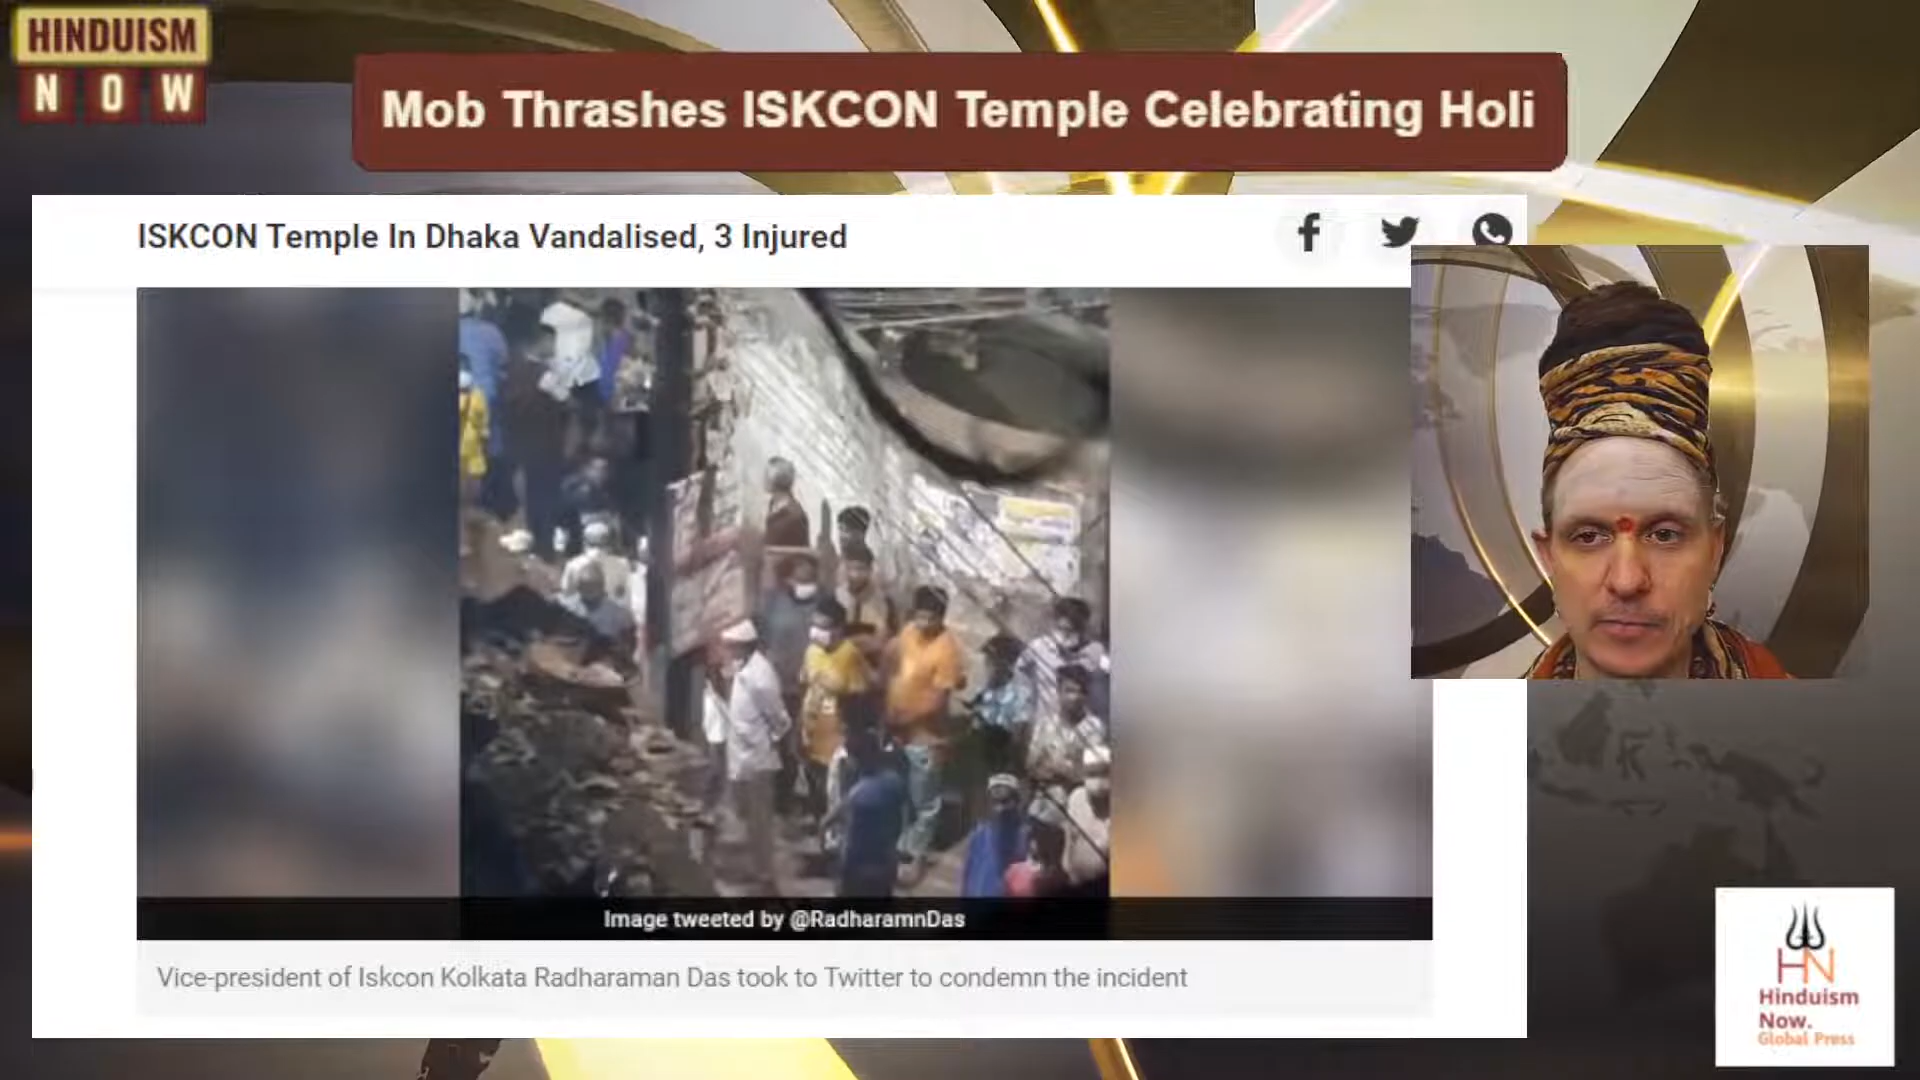 HINDUISM
NOW
Mob Thrashes ISKCON Temple Celebrating Holi
ISKCON Temple In Dhaka Vandalised, 3 Injured
Image tweeted by @RadharamnDas
Vice-president of Iskcon Kolkata Radharaman Das took to Twitter to condemn the incident
HN
Hinduism
Now.
Global Press